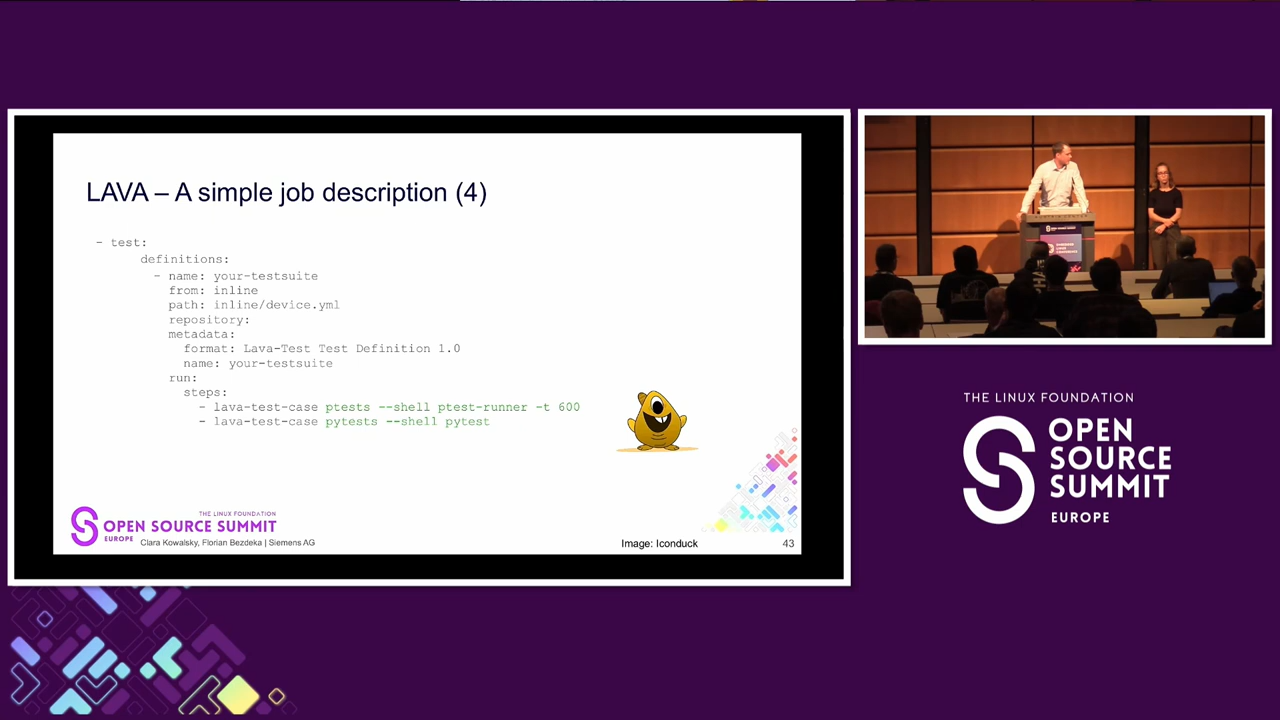 LAVA – A simple job description (4)
- test:
definitions:
- name: your-testsuite
from: inline
path: inline/device.yml
repository:
metadata:
format: Lava-Test Test Definition 1.0
name: your-testsuite
run:
steps:
- lava-test-case ptests --shell ptest-runner -t 600
- lava-test-case pytests --shell pytest
THE LINUX FOUNDATION
OPEN SOURCE SUMMIT
EUROPE
Clara Kowalsky, Florian Bezdeka | Siemens AG
Image: Iconduck
43
THE LINUX FOUNDATION
OPEN
SOURCE
SUMMIT
EUROPE